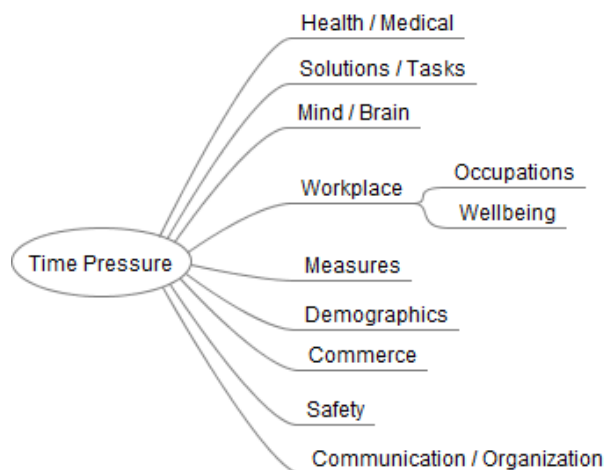 Health / Medical
Solutions / Tasks
Mind / Brain
Workplace
Occupations
Wellbeing
Time Pressure
Measures
Demographics
Commerce
Safety
Communication / Organization